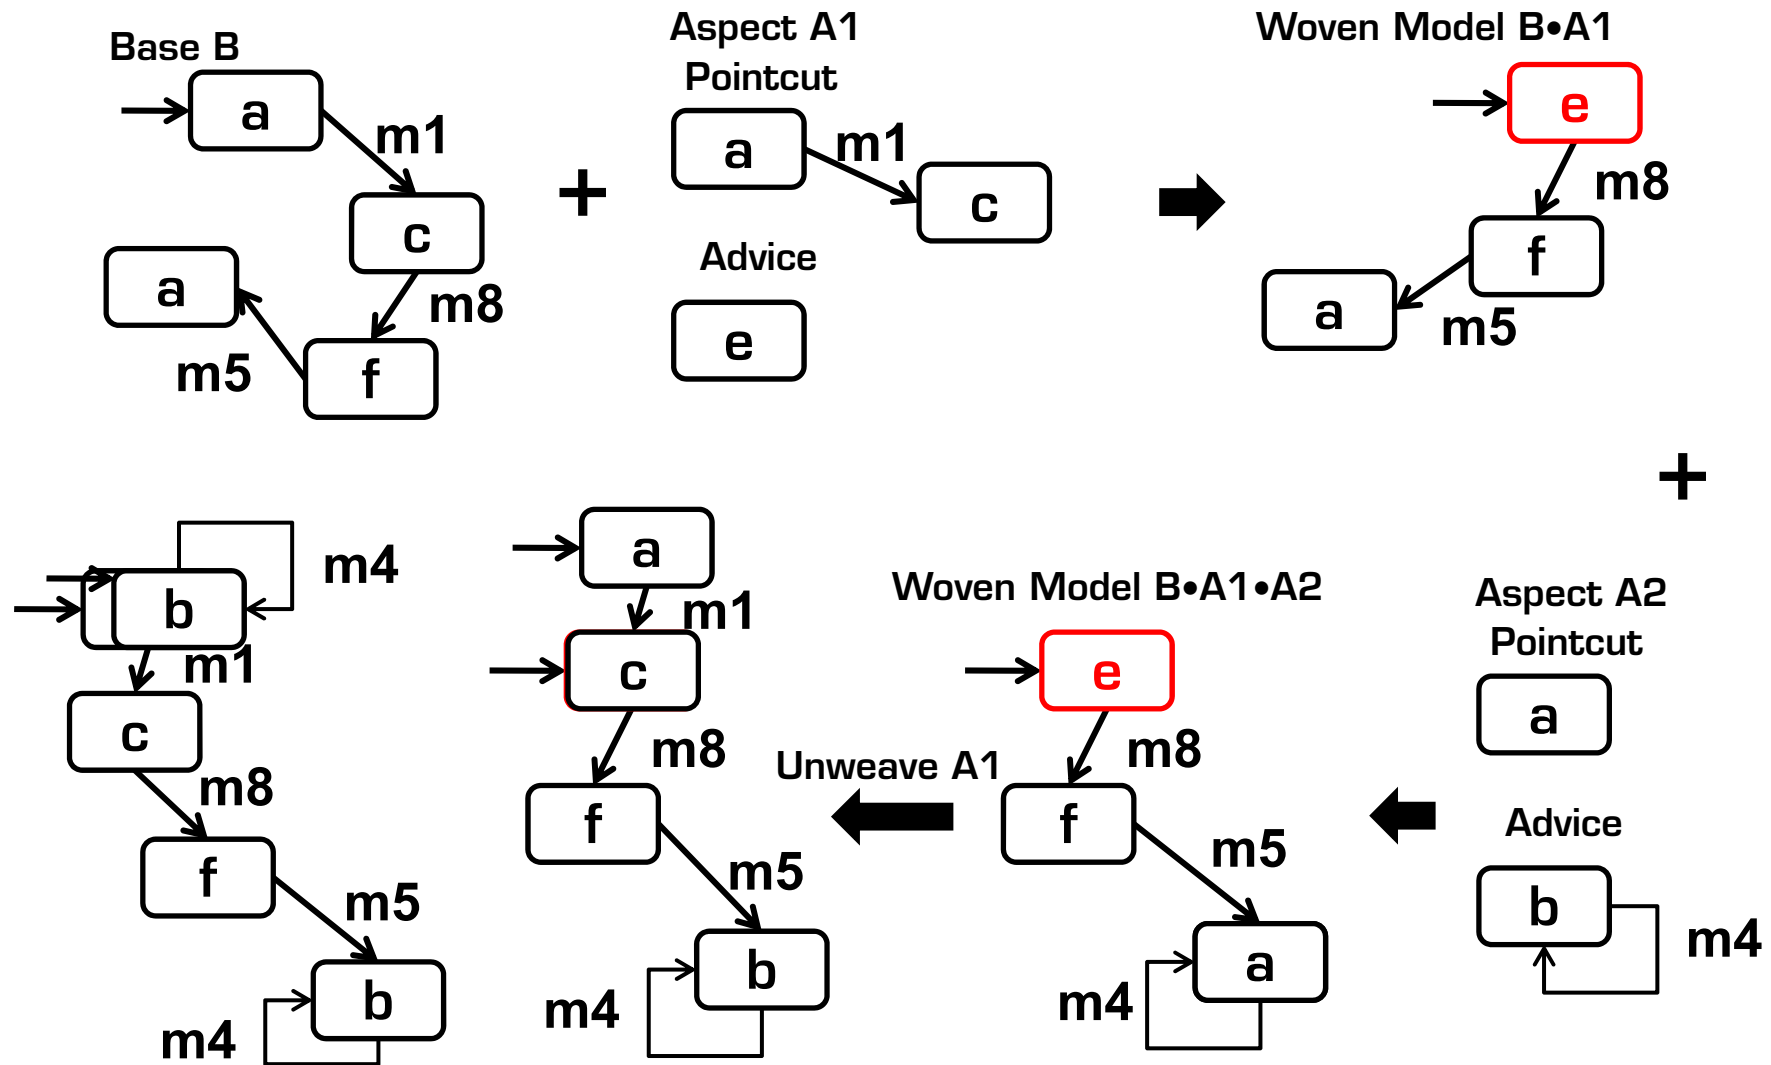 Base B
a
m1
c
m8
f
m5
a
+
Aspect A1
Pointcut
a
m1
c
Advice
e
Woven Model B•A1
e
m8
f
m5
a
+
Aspect A2
Pointcut
a
Advice
b
m4
Woven Model B•A1•A2
e
m8
f
m5
a
m4
Unweave A1
a
m1
c
m8
f
m5
b
m4
b
m4
m1
c
m8
f
m5
b
m4